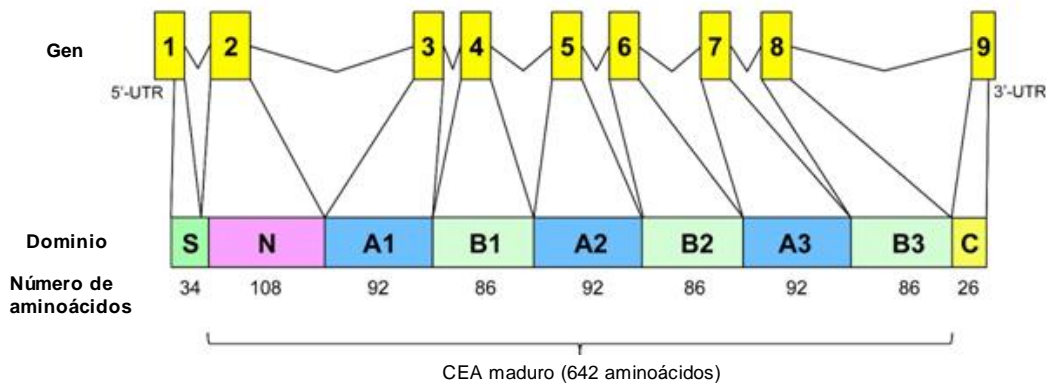 Gen 1 2 3 4 5 6 7 8 9
5'-UTR 3'-UTR
Dominio S N A1 B1 A2 B2 A3 B3 C
Número de
aminoácidos
34 108 92 86 92 86 92 86 26
CEA maduro (642 aminoácidos)